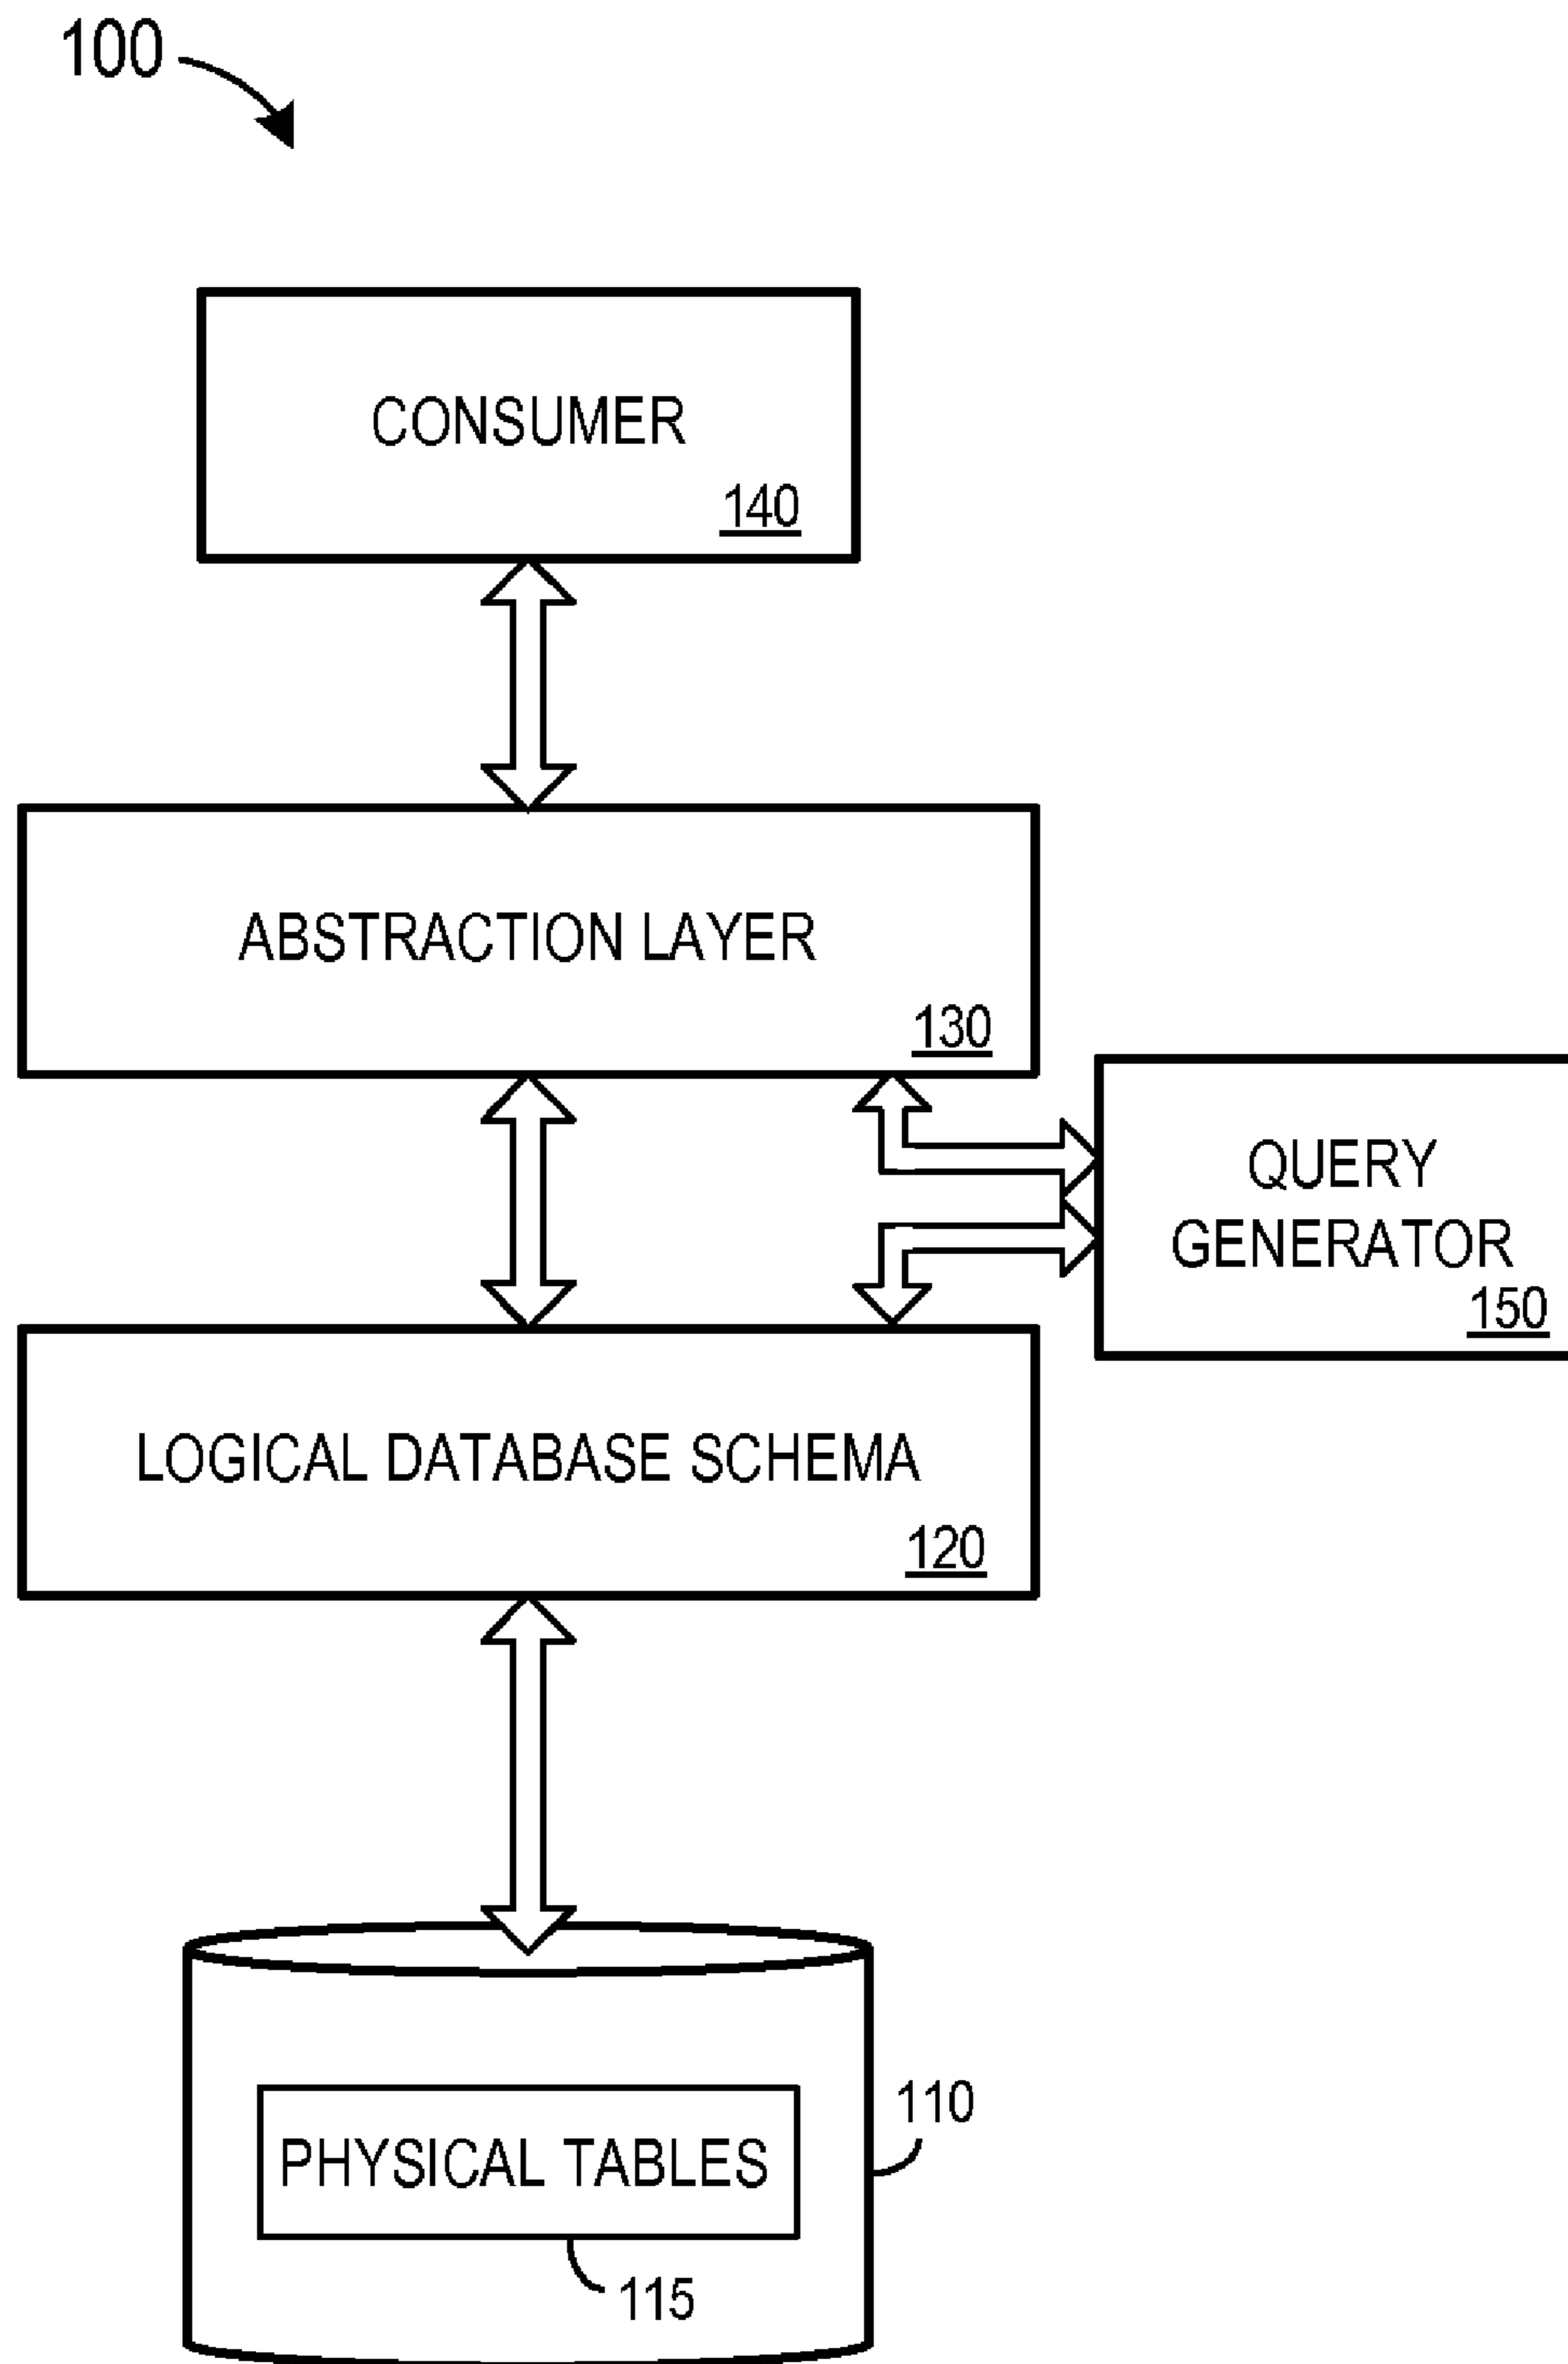 100
CONSUMER
140
ABSTRACTION LAYER
130
QUERY
GENERATOR
150
LOGICAL DATABASE SCHEMA
120
110
PHYSICAL TABLES
115